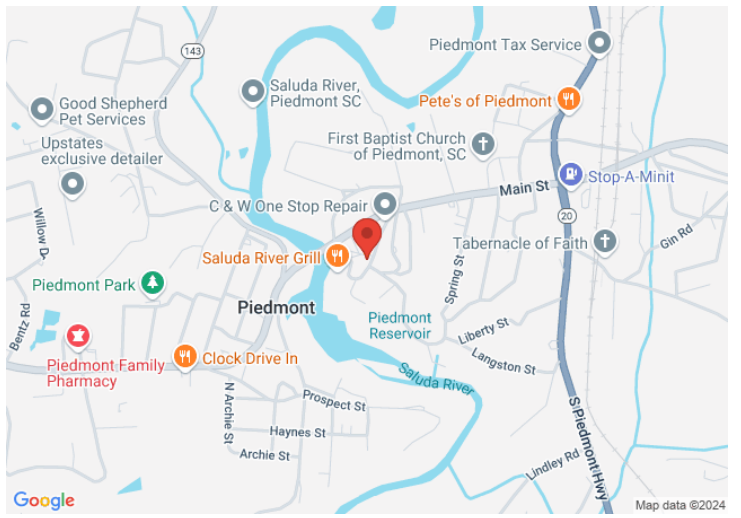 Piedmont Tax Service
143
Saluda River,
Piedmont SC
Good Shepherd
Pet Services
Pete's of Piedmont
Upstates
exclusive detailer
First Baptist Church
of Piedmont, SC
Stop-A-Minit
Main St
C & W One Stop Repair
Willow D
20
Tabernacle of Faith
Gin Rd
Saluda River Grill
Spring St
Piedmont Park
Piedmont
Bentz Rd
Piedmont
Reservoir
Liberty St
Piedmont Family
Pharmacy
Clock Drive In
Langston St
Saluda River
N Archie St
Prospect St
Haynes St
Archie St
S Piedmont Hwy
Lindley Rd
Google
Map data ©2024